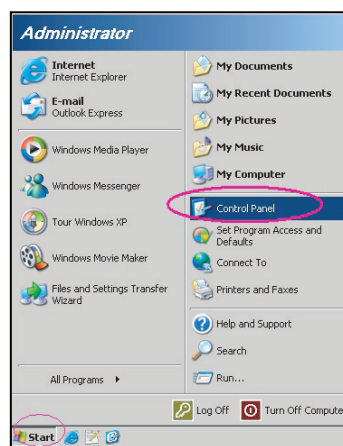 Administrator
Internet
Internet Explorer
E-mail
Outlook Express
Windows Media Player
Windows Messenger
Tour Windows XP
Windows Movie Maker
Files and Settings Transfer
Wizard
All Programs
My Documents
My Recent Documents
My Pictures
My Music
My Computer
Control Panel
Set Program Access and
Defaults
Connect To
Printers and Faxes
Help and Support
Search
Run...
Log Off
Turn Off Compute
Start